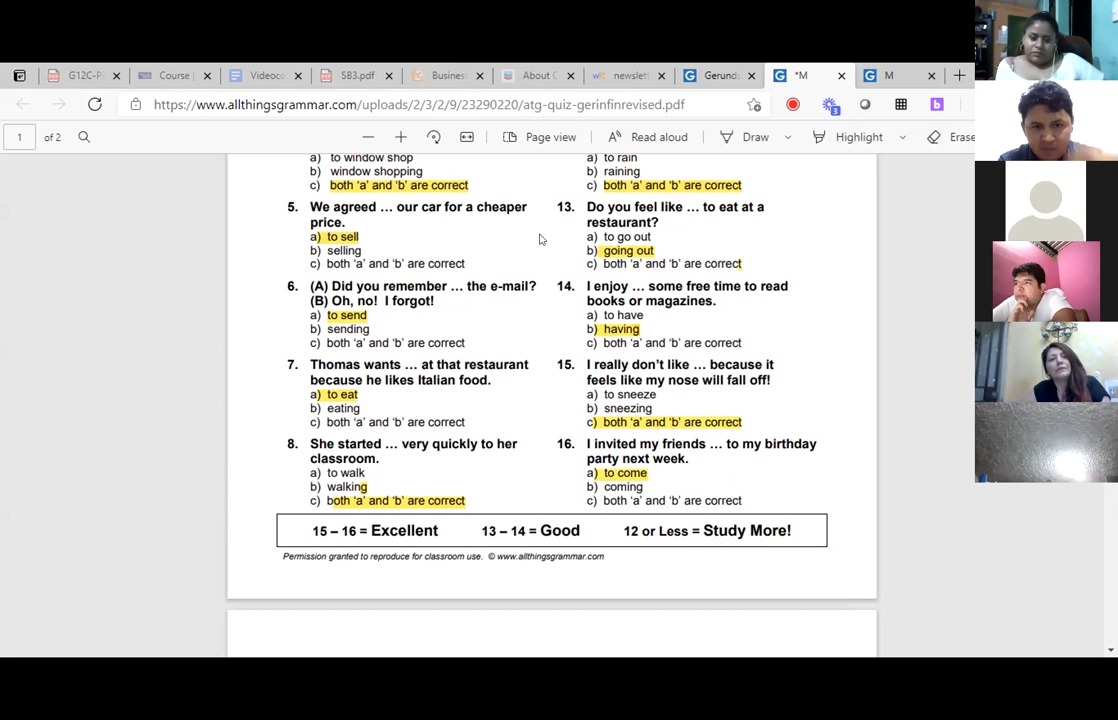 G12C-P
Course
Videoco
SB3.pdf
Business
About C
newslet
Gerunds
*M
M
https://www.allthingsgrammar.com/uploads/2/3/2/9/23290220/atg-quiz-gerinfinrevised.pdf
3
1
of 2
Page view
Read aloud
Draw
Highlight
Erase
a) to window shop
b) window shopping
c) both 'a' and 'b' are correct
5. We agreed … our car for a cheaper
price.
a) to sell
b) selling
c) both 'a' and 'b' are correct
6. (A) Did you remember … the e-mail?
(B) Oh, no! I forgot!
a) to send
b) sending
c) both 'a' and 'b' are correct
7. Thomas wants … at that restaurant
because he likes Italian food.
a) to eat
b) eating
c) both 'a' and 'b' are correct
8. She started … very quickly to her
classroom.
a) to walk
b) walking
c) both 'a' and 'b' are correct
a) to rain
b) raining
c) both 'a' and 'b' are correct
13. Do you feel like … to eat at a
restaurant?
a) to go out
b) going out
c) both 'a' and 'b' are correct
14. I enjoy … some free time to read
books or magazines.
a) to have
b) having
c) both 'a' and 'b' are correct
15. I really don't like … because it
feels like my nose will fall off!
a) to sneeze
b) sneezing
c) both 'a' and 'b' are correct
16. I invited my friends … to my birthday
party next week.
a) to come
b) coming
c) both 'a' and 'b' are correct
15 – 16 = Excellent 13 – 14 = Good 12 or Less = Study More!
Permission granted to reproduce for classroom use. © www.allthingsgrammar.com